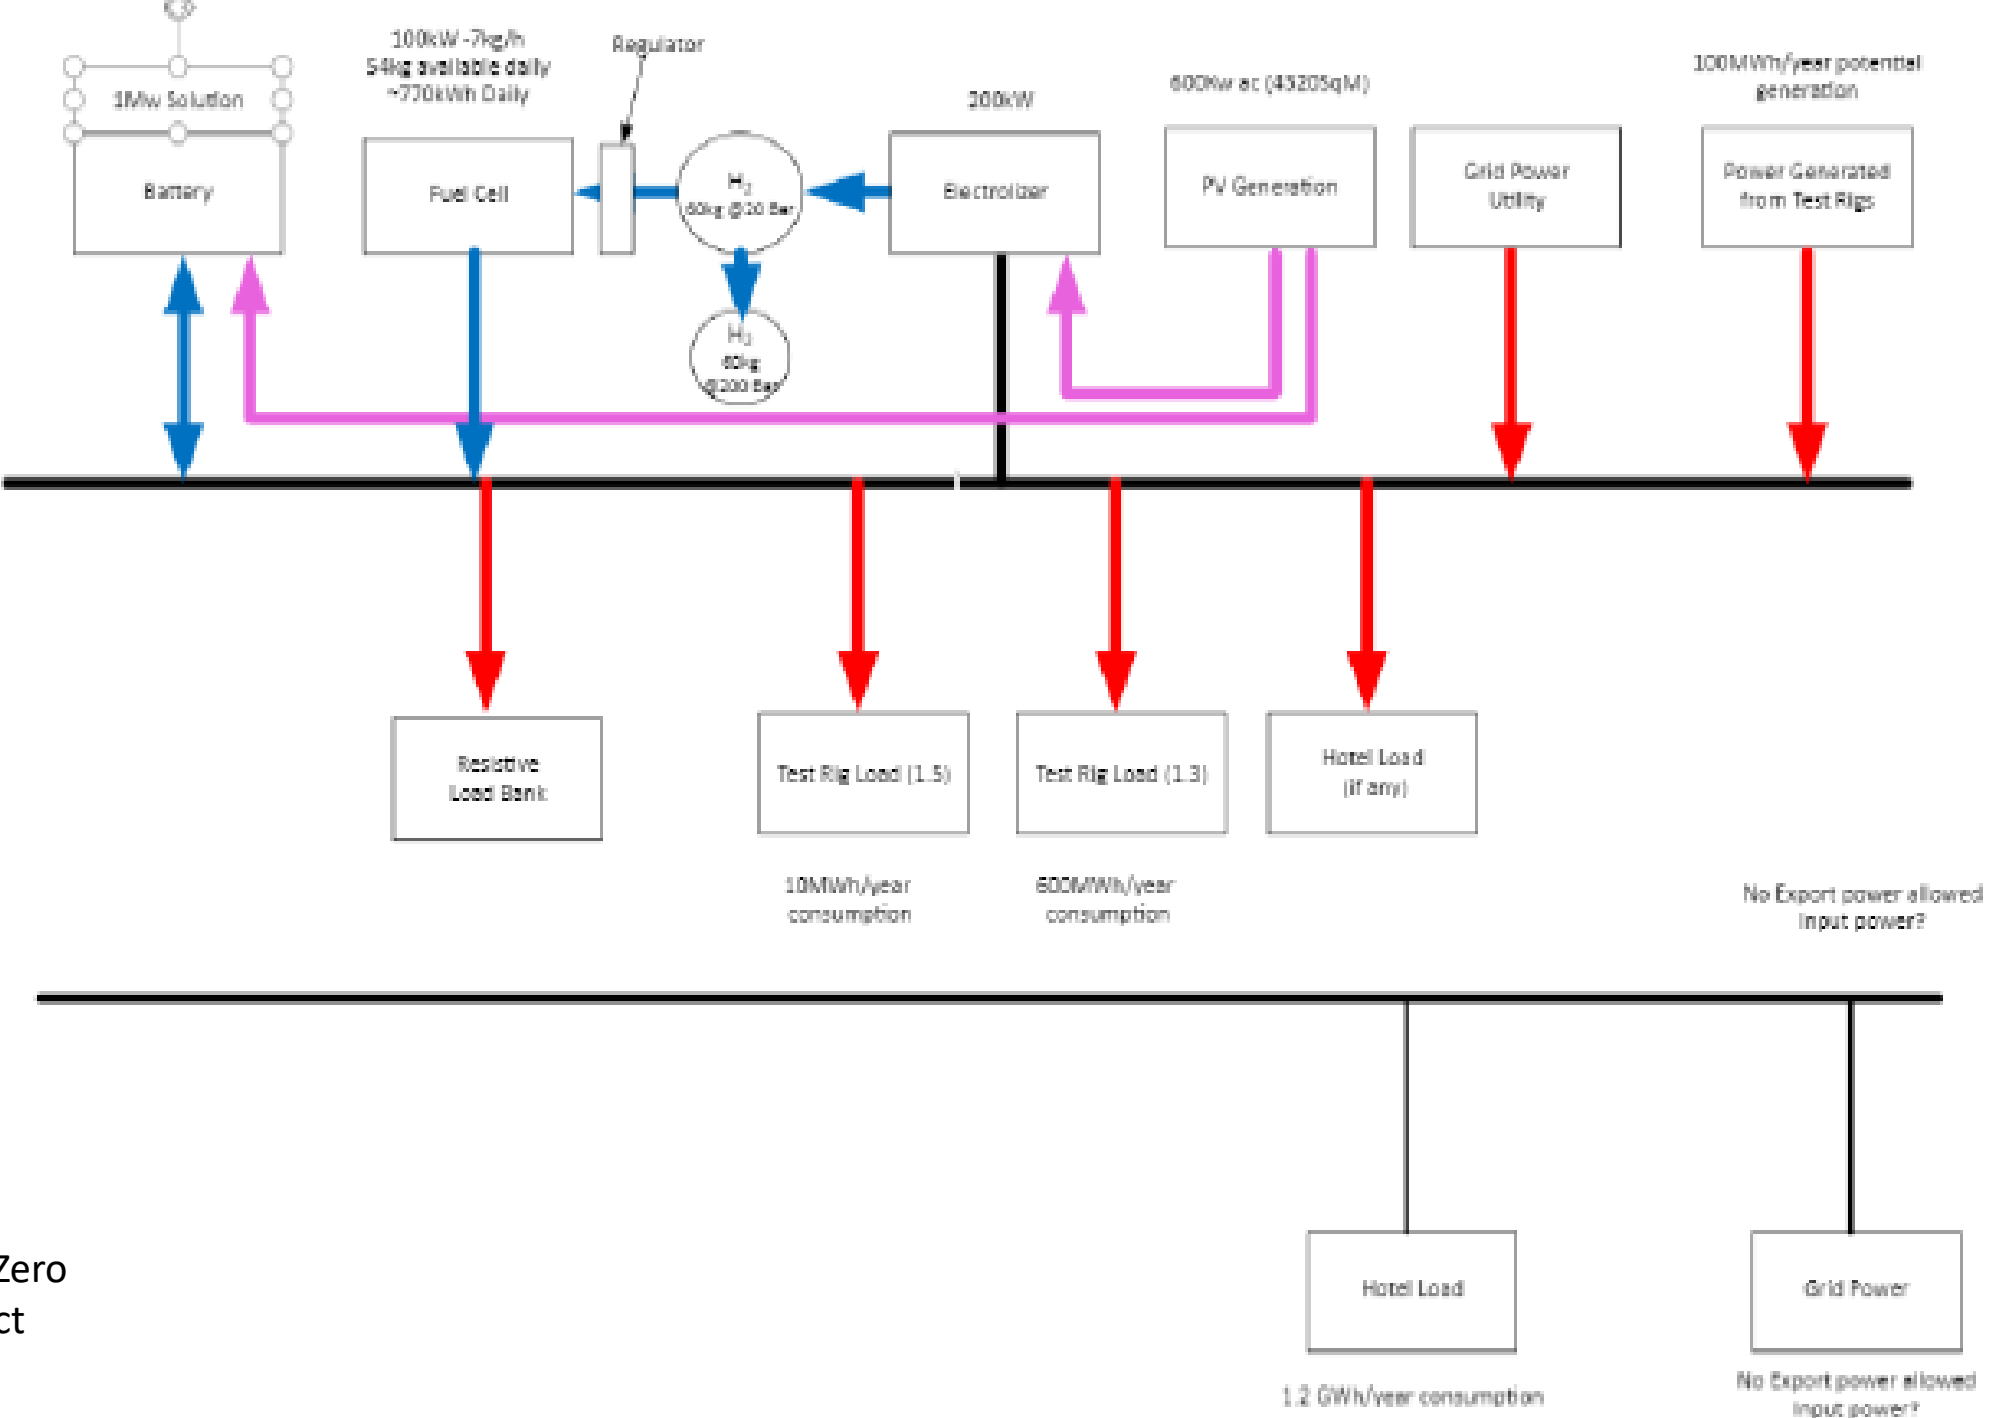 100kW -7kg/h
54kg available daily
~770kWh Daily
Regulator
1Mw Solution
200kW
600Kw ac (4320SqM)
100MWh/year potential
generation
Battery
Fuel Cell
H2
60kg @20 Bar
Electrolizer
PV Generation
Grid Power
Utility
Power Generated
from Test Rigs
H2
60kg
@200 Bar
Resistive
Load Bank
Test Rig Load (1.5)
Test Rig Load (1.3)
Hotel Load
(if any)
10MWh/year
consumption
600MWh/year
consumption
No Export power allowed
Input power?
Zero
ct
Hotel Load
Grid Power
1.2 GWh/year consumption
No Export power allowed
Input power?